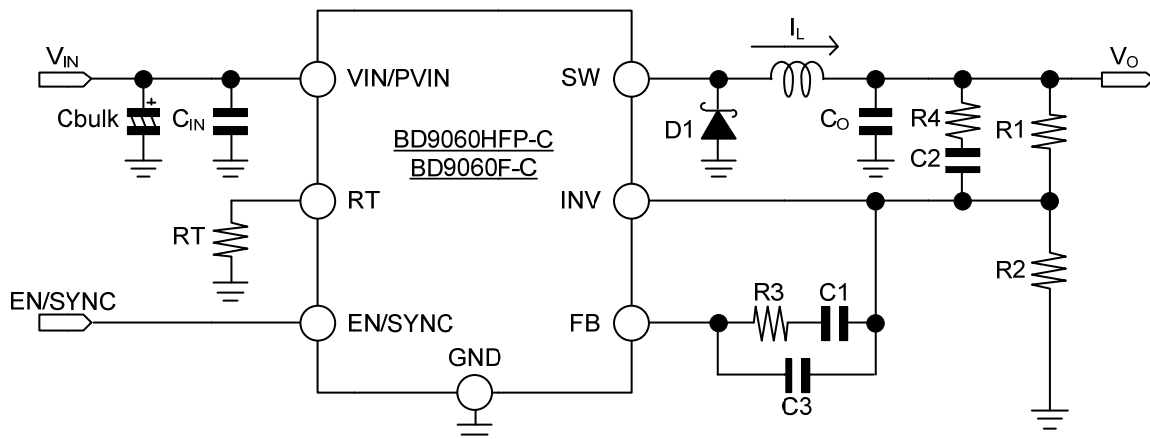 V_IN
Cbulk
+
C_IN
VIN/PVIN
BD9060HFP-C
BD9060F-C
SW
I_L
V_O
D1
C_O
R4
C2
R1
RT
RT
INV
R2
EN/SYNC
EN/SYNC
FB
R3
C1
C3
GND